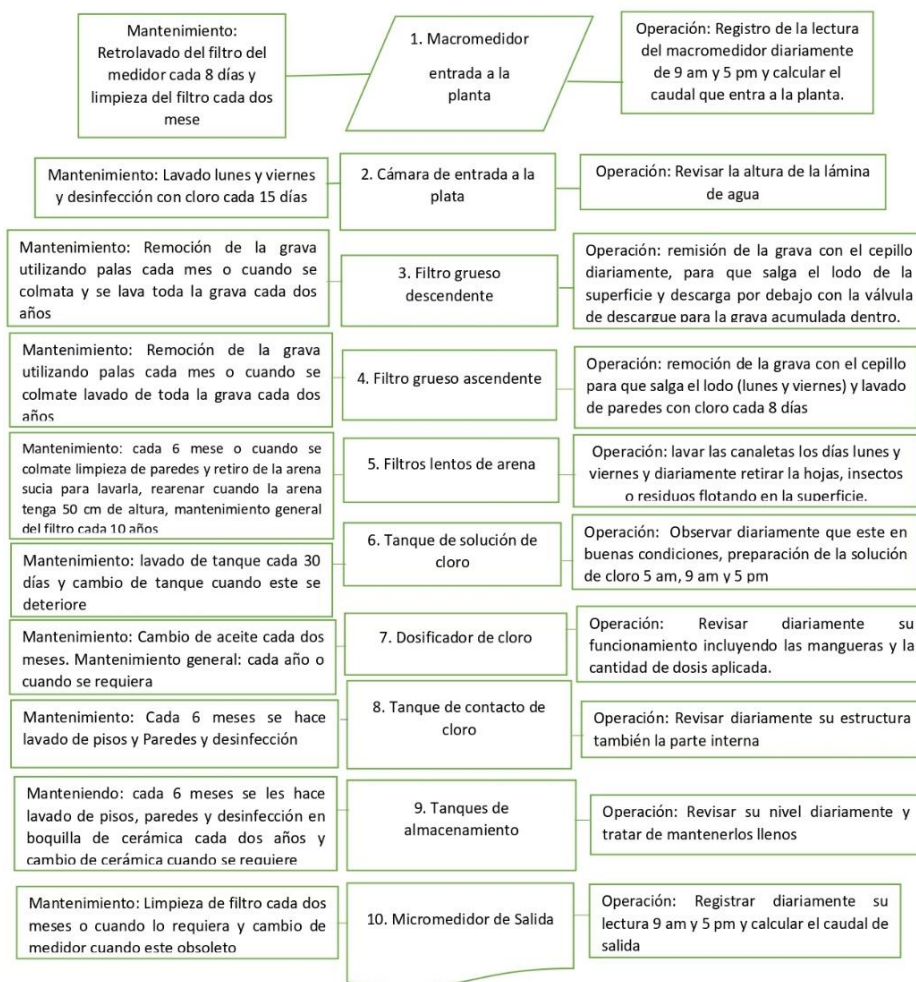 Mantenimiento:
Retrolavado del filtro del
medidor cada 8 días y
limpieza del filtro cada dos
mese
1. Macromedidor
entrada a la
planta
Operación: Registro de la lectura
del macromedidor diariamente
de 9 am y 5 pm y calcular el
caudal que entra a la planta.
Mantenimiento: Lavado lunes y viernes
y desinfección con cloro cada 15 días
2. Cámara de entrada a la
plata
Operación: Revisar la altura de la lámina
de agua
Mantenimiento: Remoción de la grava
utilizando palas cada mes o cuando se
colmata y se lava toda la grava cada dos
años
3. Filtro grueso
descendente
Operación: remisión de la grava con el cepillo
diariamente, para que salga el lodo de la
superficie y descarga por debajo con la válvula
de descargue para la grava acumulada dentro.
Mantenimiento: Remoción de la grava
utilizando palas cada mes o cuando se
colmate lavado de toda la grava cada dos
años
4. Filtro grueso ascendente
Operación: remoción de la grava con el cepillo
para que salga el lodo (lunes y viernes) y lavado
de paredes con cloro cada 8 días
Mantenimiento: cada 6 mese o cuando se
colmate limpieza de paredes y retiro de la arena
sucia para lavarla, rearenar cuando la arena
tenga 50 cm de altura, mantenimiento general
del filtro cada 10 años
5. Filtros lentos de arena
Operación: lavar las canaletas los días lunes y
viernes y diariamente retirar la hojas, insectos
o residuos flotando en la superficie.
Mantenimiento: lavado de tanque cada 30
días y cambio de tanque cuando este se
deteriore
6. Tanque de solución de
cloro
Operación: Observar diariamente que este en
buenas condiciones, preparación de la solución
de cloro 5 am, 9 am y 5 pm
Mantenimiento: Cambio de aceite cada dos
meses. Mantenimiento general: cada año o
cuando se requiera
7. Dosificador de cloro
Operación: Revisar diariamente su
funcionamiento incluyendo las mangueras y la
cantidad de dosis aplicada.
Mantenimiento: Cada 6 meses se hace
lavado de pisos y Paredes y desinfección
8. Tanque de contacto de
cloro
Operación: Revisar diariamente su estructura
también la parte interna
Manteniendo: cada 6 meses se les hace
lavado de pisos, paredes y desinfección en
boquilla de cerámica cada dos años y
cambio de cerámica cuando se requiere
9. Tanques de
almacenamiento
Operación: Revisar su nivel diariamente y
tratar de mantenerlos llenos
Mantenimiento: Limpieza de filtro cada dos
meses o cuando lo requiera y cambio de
medidor cuando este obsoleto
10. Micromedidor de Salida
Operación: Registrar diariamente su
lectura 9 am y 5 pm y calcular el caudal de
salida